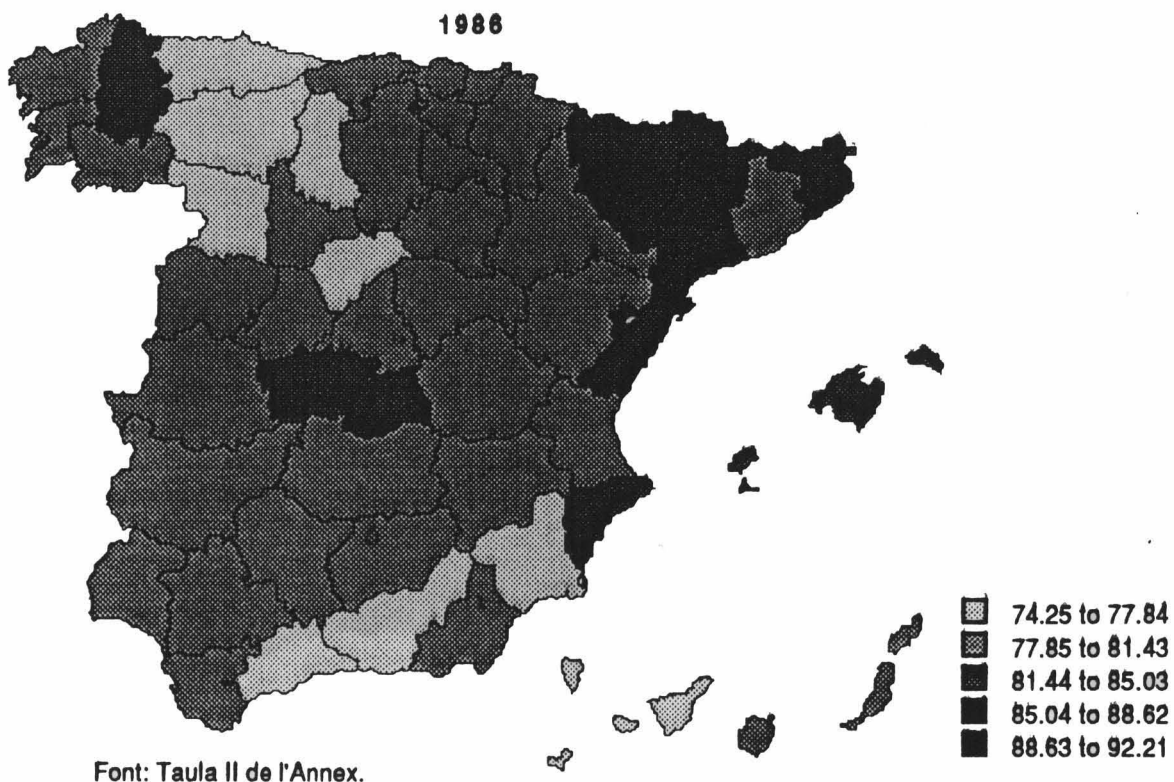 1986
74.25 to 77.84
77.85 to 81.43
81.44 to 85.03
85.04 to 88.62
88.63 to 92.21
Font: Taula II de l'Annex.